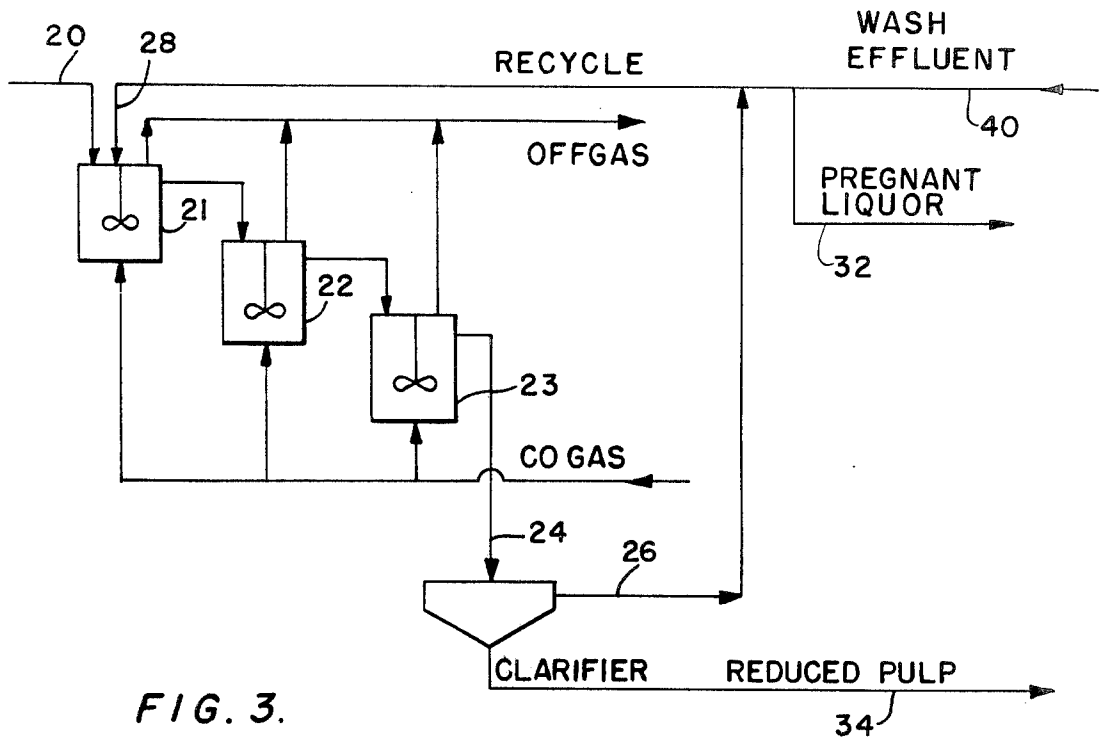 20
28
RECYCLE
WASH
EFFLUENT
40
OFFGAS
PREGNANT
LIQUOR
32
21
22
23
CO GAS
24
26
CLARIFIER
REDUCED PULP
34
FIG. 3.